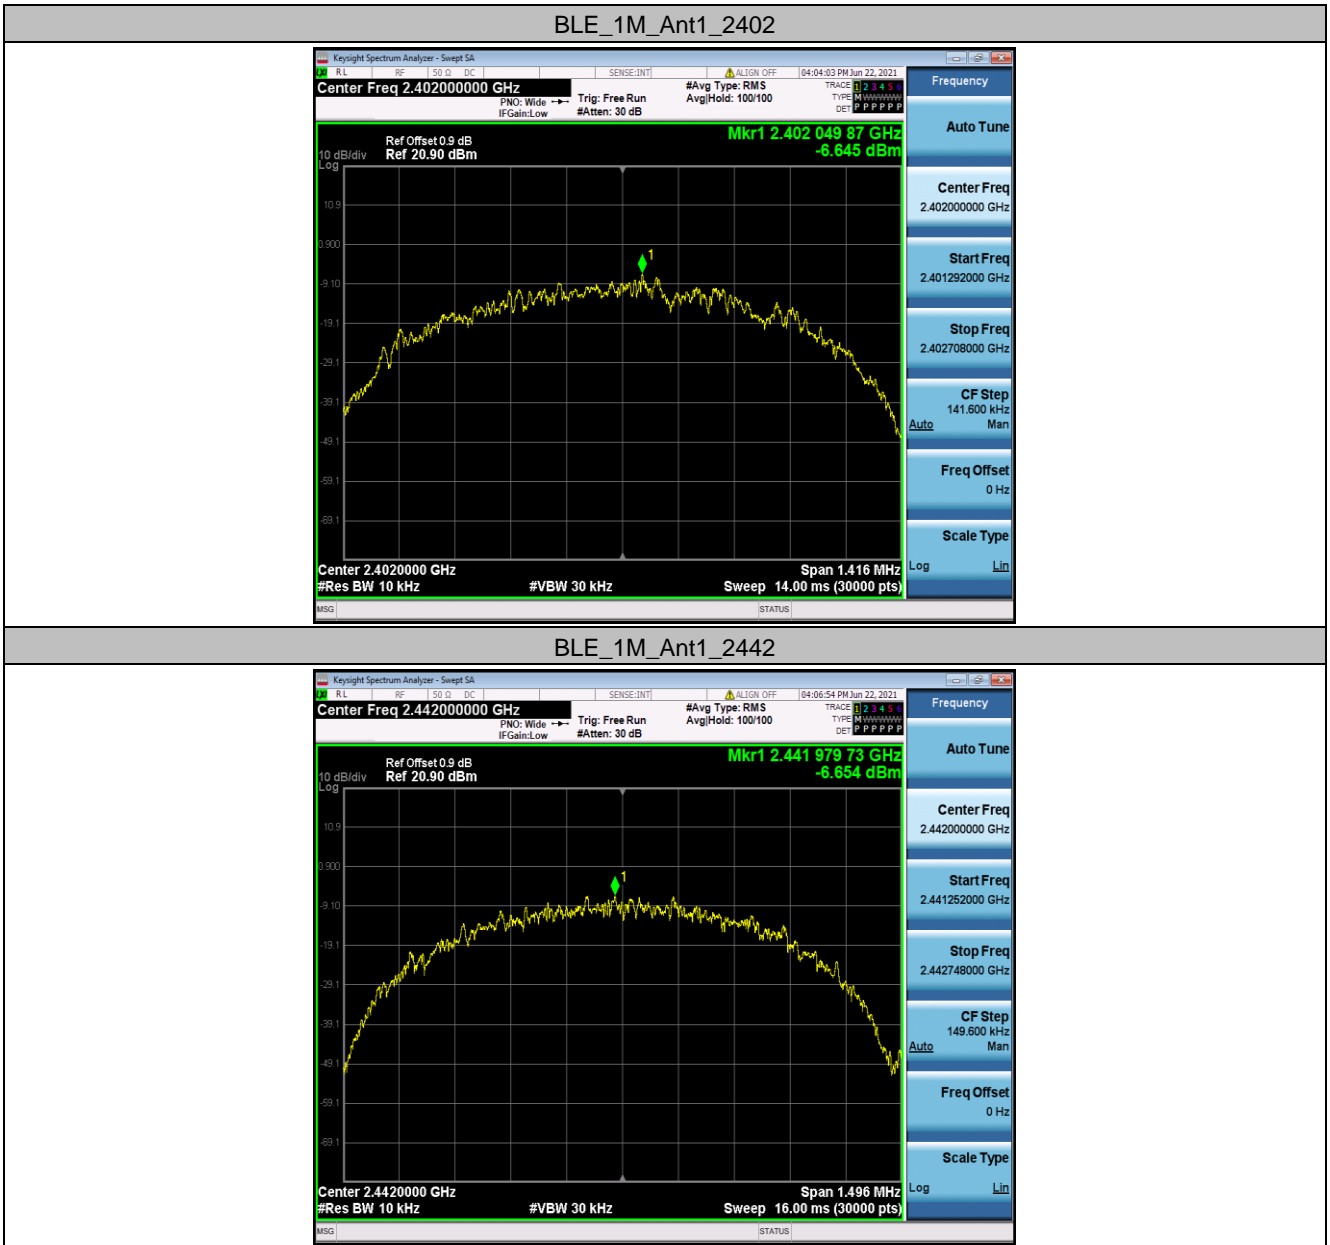 BLE_1M_Ant1_2402
Keysight Spectrum Analyzer - Swept SA
RL RF 50 Ω DC SENSE:INT ALIGN OFF 04:04:03 PM Jun 22, 2021
Center Freq 2.402000000 GHz
PNO: Wide
IFGain:Low
Trig: Free Run
#Atten: 30 dB
#Avg Type: RMS
Avg|Hold: 100/100
TRACE 1 2 3 4 5 6
TYPE M WWWWW
DET P P P P P P
Frequency
Mkr1 2.402 049 87 GHz
-6.645 dBm
Ref Offset 0.9 dB
10 dB/div Ref 20.90 dBm
Log
10.9
0.900
-9.10
-19.1
-29.1
-39.1
-49.1
-59.1
-69.1
1
Center 2.4020000 GHz Span 1.416 MHz
#Res BW 10 kHz #VBW 30 kHz Sweep 14.00 ms (30000 pts)
Auto Tune
Center Freq
2.402000000 GHz
Start Freq
2.401292000 GHz
Stop Freq
2.402708000 GHz
CF Step
141.600 kHz
Auto Man
Freq Offset
0 Hz
Scale Type
Log Lin
MSG STATUS
BLE_1M_Ant1_2442
Keysight Spectrum Analyzer - Swept SA
RL RF 50 Ω DC SENSE:INT ALIGN OFF 04:06:54 PM Jun 22, 2021
Center Freq 2.442000000 GHz
PNO: Wide
IFGain:Low
Trig: Free Run
#Atten: 30 dB
#Avg Type: RMS
Avg|Hold: 100/100
TRACE 1 2 3 4 5 6
TYPE M WWWWW
DET P P P P P P
Frequency
Mkr1 2.441 979 73 GHz
-6.654 dBm
Ref Offset 0.9 dB
10 dB/div Ref 20.90 dBm
Log
10.9
0.900
-9.10
-19.1
-29.1
-39.1
-49.1
-59.1
-69.1
1
Center 2.4420000 GHz Span 1.496 MHz
#Res BW 10 kHz #VBW 30 kHz Sweep 16.00 ms (30000 pts)
Auto Tune
Center Freq
2.442000000 GHz
Start Freq
2.441252000 GHz
Stop Freq
2.442748000 GHz
CF Step
149.600 kHz
Auto Man
Freq Offset
0 Hz
Scale Type
Log Lin
MSG STATUS